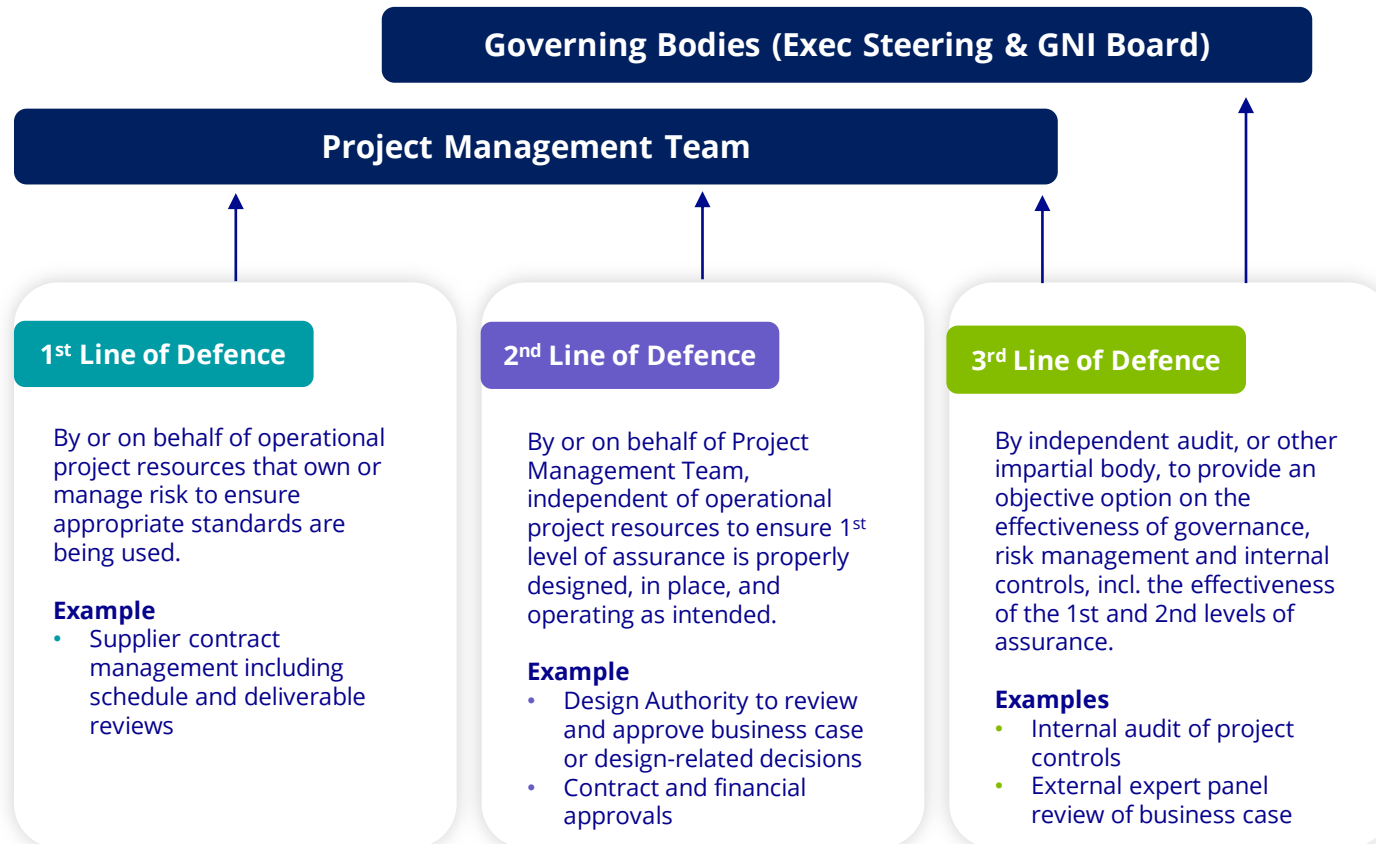 Governing Bodies (Exec Steering & GNI Board)
Project Management Team
1st Line of Defence
By or on behalf of operational
project resources that own or
manage risk to ensure
appropriate standards are
being used.
Example
• Supplier contract
management including
schedule and deliverable
reviews
2nd Line of Defence
By or on behalf of Project
Management Team,
independent of operational
project resources to ensure 1st
level of assurance is properly
designed, in place, and
operating as intended.
Example
• Design Authority to review
and approve business case
or design-related decisions
• Contract and financial
approvals
3rd Line of Defence
By independent audit, or other
impartial body, to provide an
objective option on the
effectiveness of governance,
risk management and internal
controls, incl. the effectiveness
of the 1st and 2nd levels of
assurance.
Examples
• Internal audit of project
controls
• External expert panel
review of business case